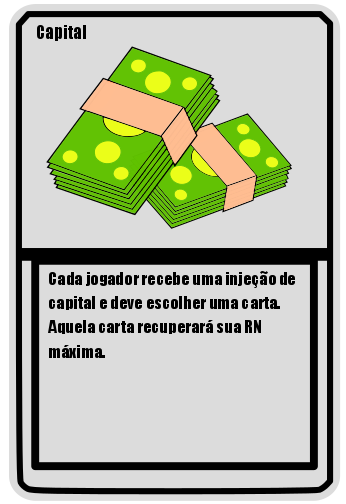 Capital
Cada jogador recebe uma injeção de
capital e deve escolher uma carta.
Aquela carta recuperará sua RN
máxima.